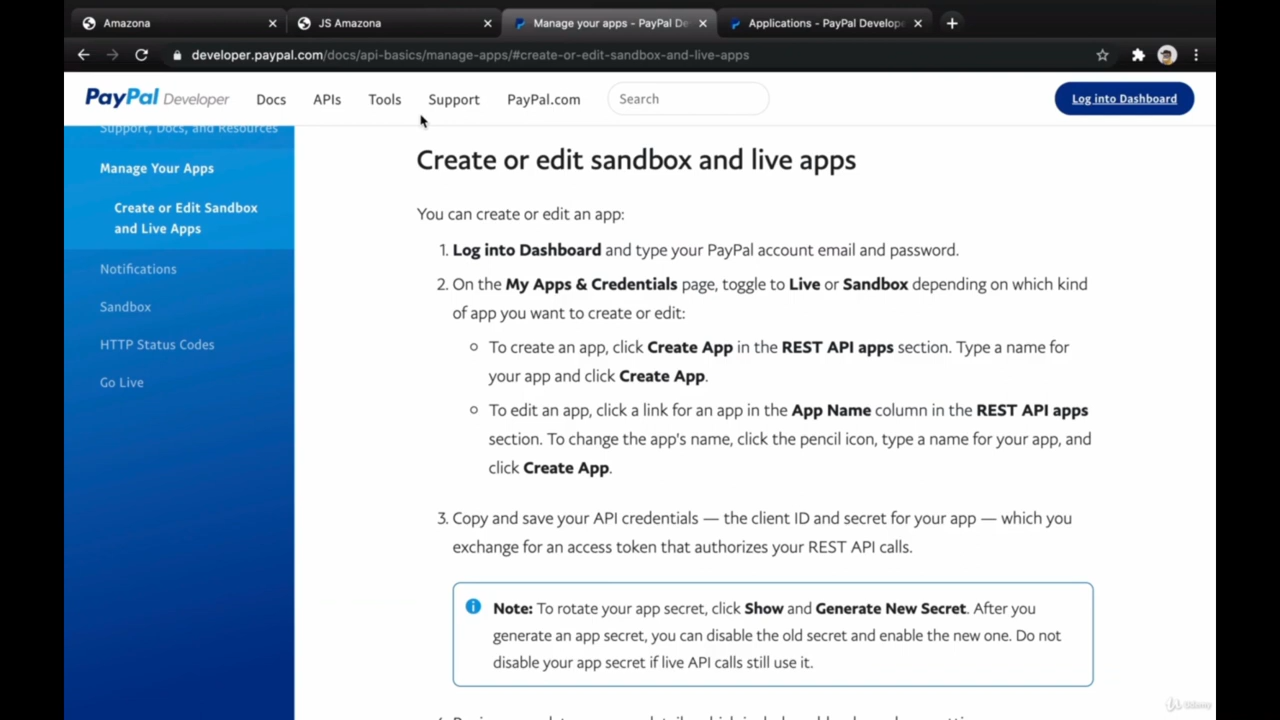 Amazona
JS Amazona
Manage your apps - PayPal De
Applications - PayPal Develope
developer.paypal.com/docs/api-basics/manage-apps/#create-or-edit-sandbox-and-live-apps
PayPal Developer
Docs
APIs
Tools
Support
PayPal.com
Search
Log into Dashboard
Support, Docs, and Resources
Manage Your Apps
Create or Edit Sandbox
and Live Apps
Notifications
Sandbox
HTTP Status Codes
Go Live
Create or edit sandbox and live apps
You can create or edit an app:
1. Log into Dashboard and type your PayPal account email and password.
2. On the My Apps & Credentials page, toggle to Live or Sandbox depending on which kind
of app you want to create or edit:
To create an app, click Create App in the REST API apps section. Type a name for
your app and click Create App.
To edit an app, click a link for an app in the App Name column in the REST API apps
section. To change the app's name, click the pencil icon, type a name for your app, and
click Create App.
3. Copy and save your API credentials — the client ID and secret for your app — which you
exchange for an access token that authorizes your REST API calls.
Note: To rotate your app secret, click Show and Generate New Secret. After you
generate an app secret, you can disable the old secret and enable the new one. Do not
disable your app secret if live API calls still use it.
Udemy